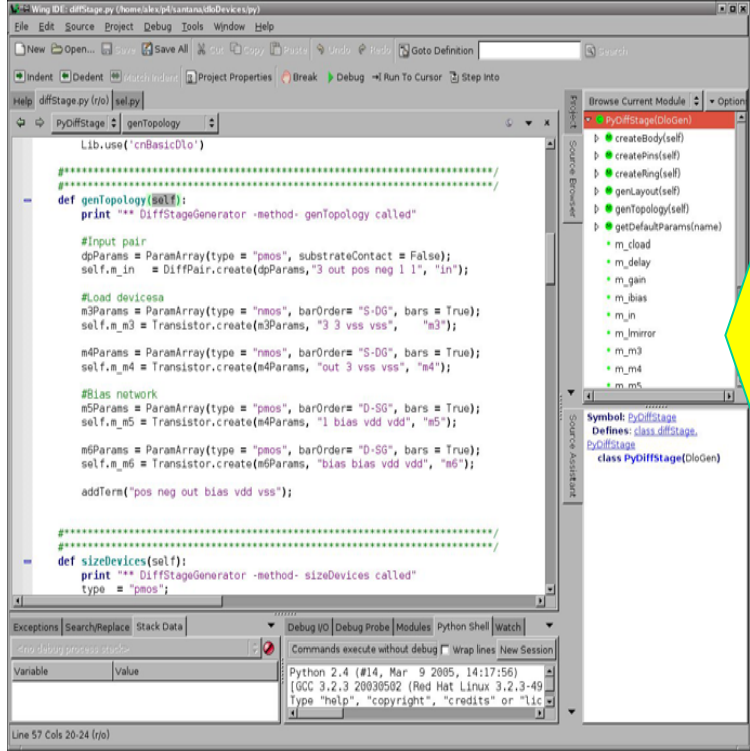 Wing IDE: diffStage.py (/home/alex/p4/santana/dloDevices/py)
File Edit Source Project Debug Tools Window Help
New Open... Save Save All Cut Copy Paste Undo Redo Goto Definition Search
Indent Dedent Match Indent Project Properties Break Debug Run To Cursor Step Into
Help diffStage.py (r/o) sel.py
PyDiffStage genTopology
Lib.use('cnBasicDlo')
def genTopology(self):
print "** DiffStageGenerator -method- genTopology called"
#Input pair
dpParams = ParamArray(type = "pmos", substrateContact = False);
self.m_in = DiffPair.create(dpParams,"3 out pos neg 1 1", "in");
#Load devicesa
m3Params = ParamArray(type = "nmos", barOrder= "S-DG", bars = True);
self.m_m3 = Transistor.create(m3Params, "3 3 vss vss", "m3");
m4Params = ParamArray(type = "nmos", barOrder= "S-DG", bars = True);
self.m_m4 = Transistor.create(m4Params, "out 3 vss vss", "m4");
#Bias network
m5Params = ParamArray(type = "pmos", barOrder= "D-SG", bars = True);
self.m_m5 = Transistor.create(m4Params, "1 bias vdd vdd", "m5");
m6Params = ParamArray(type = "pmos", barOrder= "D-SG", bars = True);
self.m_m6 = Transistor.create(m6Params, "bias bias vdd vdd", "m6");
addTerm("pos neg out bias vdd vss");
def sizeDevices(self):
print "** DiffStageGenerator -method- sizeDevices called"
type = "pmos";
Project
Source Browser
Browse Current Module Option
PyDiffStage(DloGen)
createBody(self)
createPins(self)
createRing(self)
genLayout(self)
genTopology(self)
getDefaultParams(name)
m_cload
m_delay
m_gain
m_ibias
m_in
m_lmirror
m_m3
m_m4
m_m5
Source Assistant
Symbol: PyDiffStage
Defines: class diffStage.
PyDiffStage
class PyDiffStage(DloGen)
Exceptions Search/Replace Stack Data
<no debug process stack>
Variable Value
Debug I/O Debug Probe Modules Python Shell Watch
Commands execute without debug Wrap lines New Session
Python 2.4 (#14, Mar 9 2005, 14:17:56)
[GCC 3.2.3 20030502 (Red Hat Linux 3.2.3-49
Type "help", "copyright", "credits" or "lic
Line 57 Cols 20-24 (r/o)